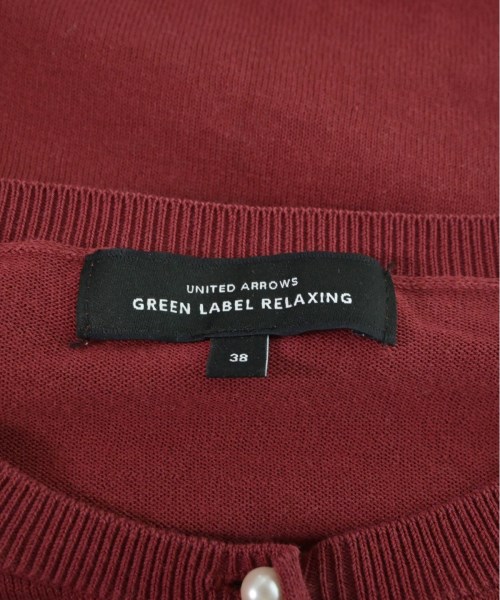 UNITED ARROWS
GREEN LABEL RELAXING
38